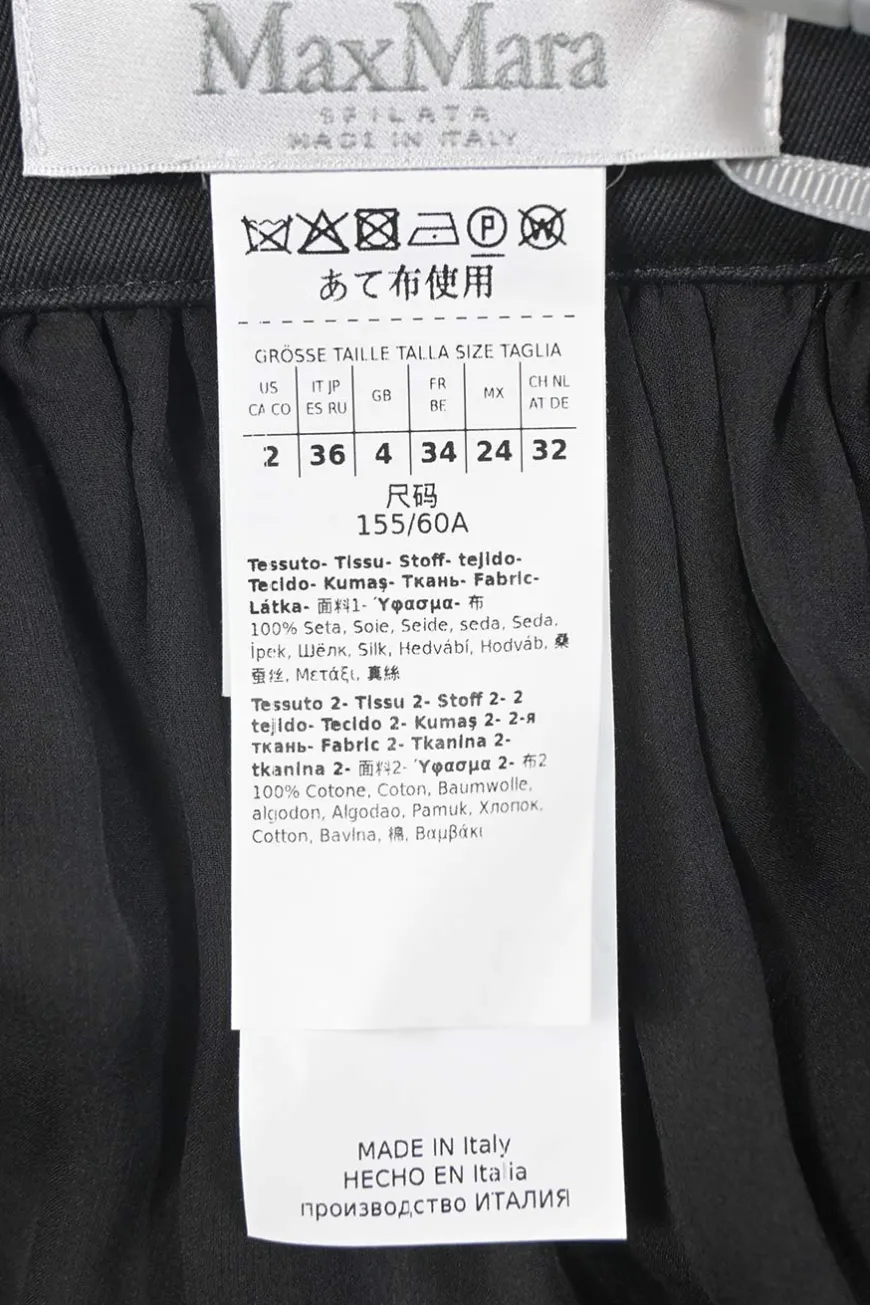 MaxMara
SFILATA
MADE IN ITALY
P W
あて布使用
GRÖSSE TAILLE TALLA SIZE TAGLIA
US CA CO IT JP ES RU GB FR BE MX CH NL AT DE
2 36 4 34 24 32
尺码
155/60A
Tessuto- Tissu- Stoff- tejido-
Tecido- Kumaş- Ткань- Fabric-
Látka- 面料1- Ύφασμα- 布
100% Seta, Soie, Seide, seda, Seda,
İpek, Шёлк, Silk, Hedvábí, Hodváb, 桑
蚕丝, Μετάξι, 真絲
Tessuto 2- Tissu 2- Stoff 2- 2
tejido- Tecido 2- Kumaş 2- 2-я
ткань- Fabric 2- Tkanina 2-
tkanina 2- 面料2- Ύφασμα 2- 布2
100% Cotone, Coton, Baumwolle,
algodon, Algodao, Pamuk, Хлопок,
Cotton, Bavlna, 棉, Βαμβάκι
MADE IN Italy
HECHO EN Italia
производство ИТАЛИЯ